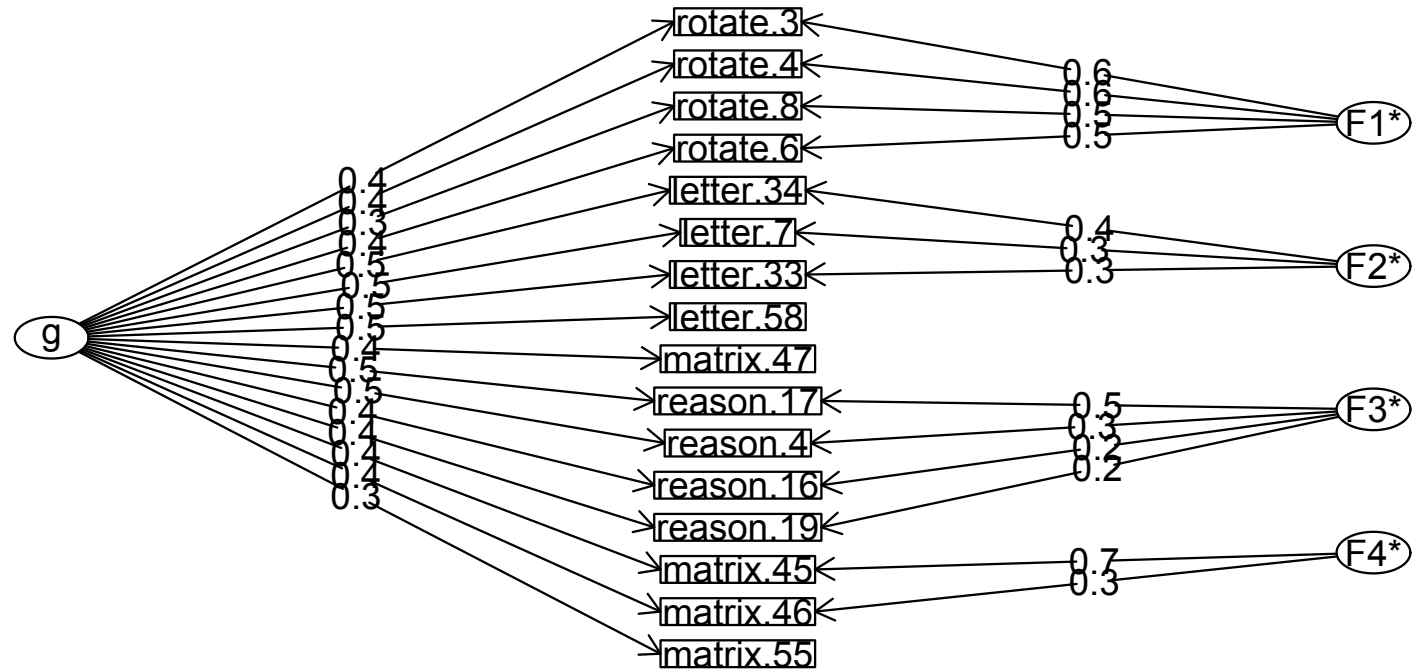 g
0.4
0.4
0.3
0.4
0.5
0.5
0.5
0.5
0.4
0.5
0.5
0.4
0.4
0.4
0.4
0.3
rotate.3
rotate.4
rotate.8
rotate.6
letter.34
letter.7
letter.33
letter.58
matrix.47
reason.17
reason.4
reason.16
reason.19
matrix.45
matrix.46
matrix.55
0.6
0.6
0.5
0.5
0.4
0.3
0.3
0.5
0.3
0.2
0.2
0.7
0.3
F1*
F2*
F3*
F4*